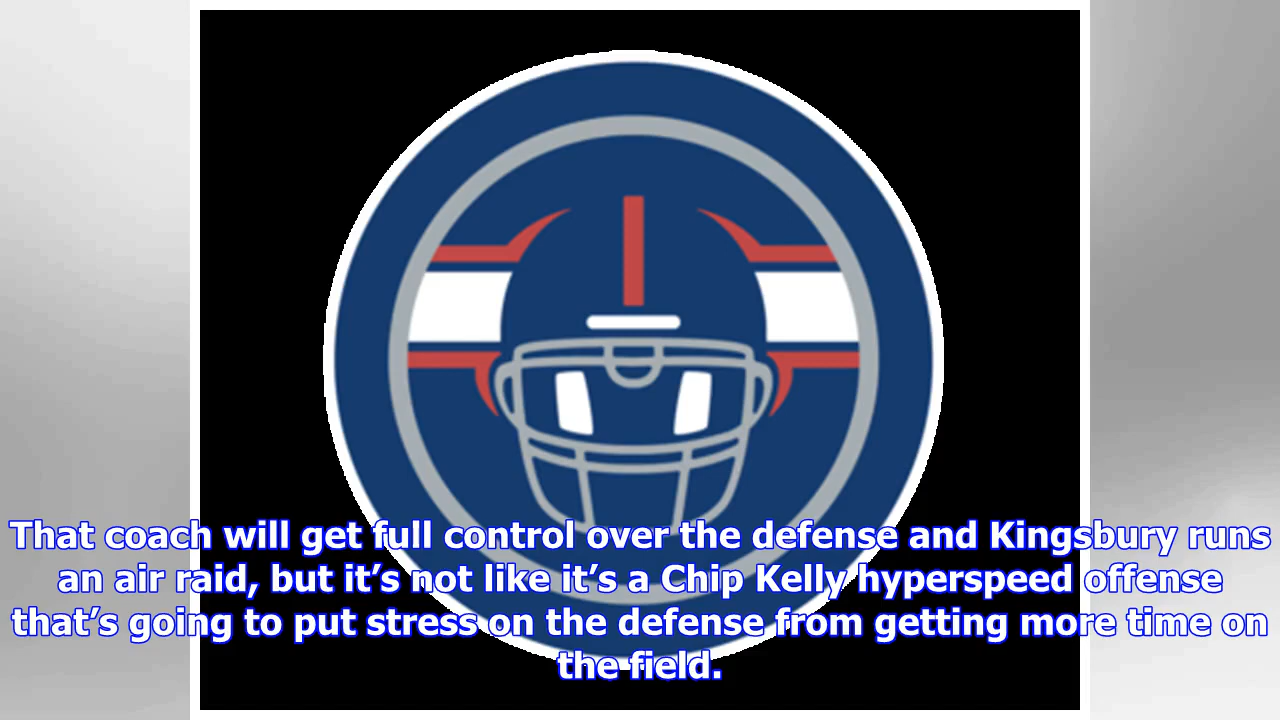 That coach will get full control over the defense and Kingsbury runs
an air raid, but it’s not like it’s a Chip Kelly hyperspeed offense
that’s going to put stress on the defense from getting more time on
the field.